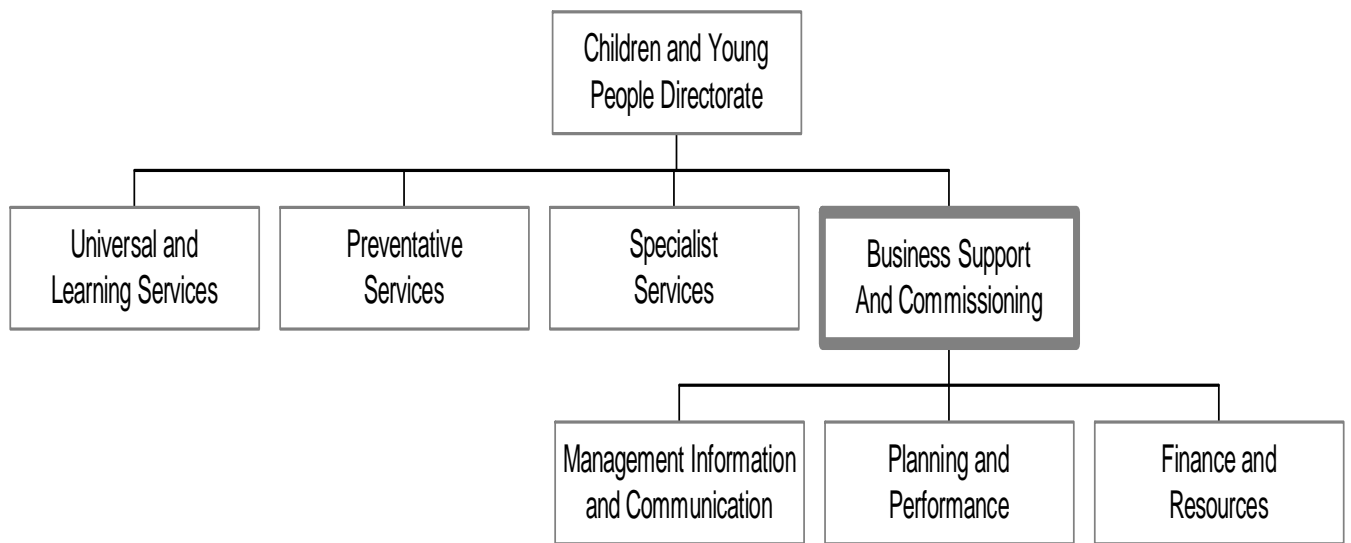 Children and Young
People Directorate
Universal and
Learning Services
Preventative
Services
Specialist
Services
Business Support
And Commissioning
Management Information
and Communication
Planning and
Performance
Finance and
Resources